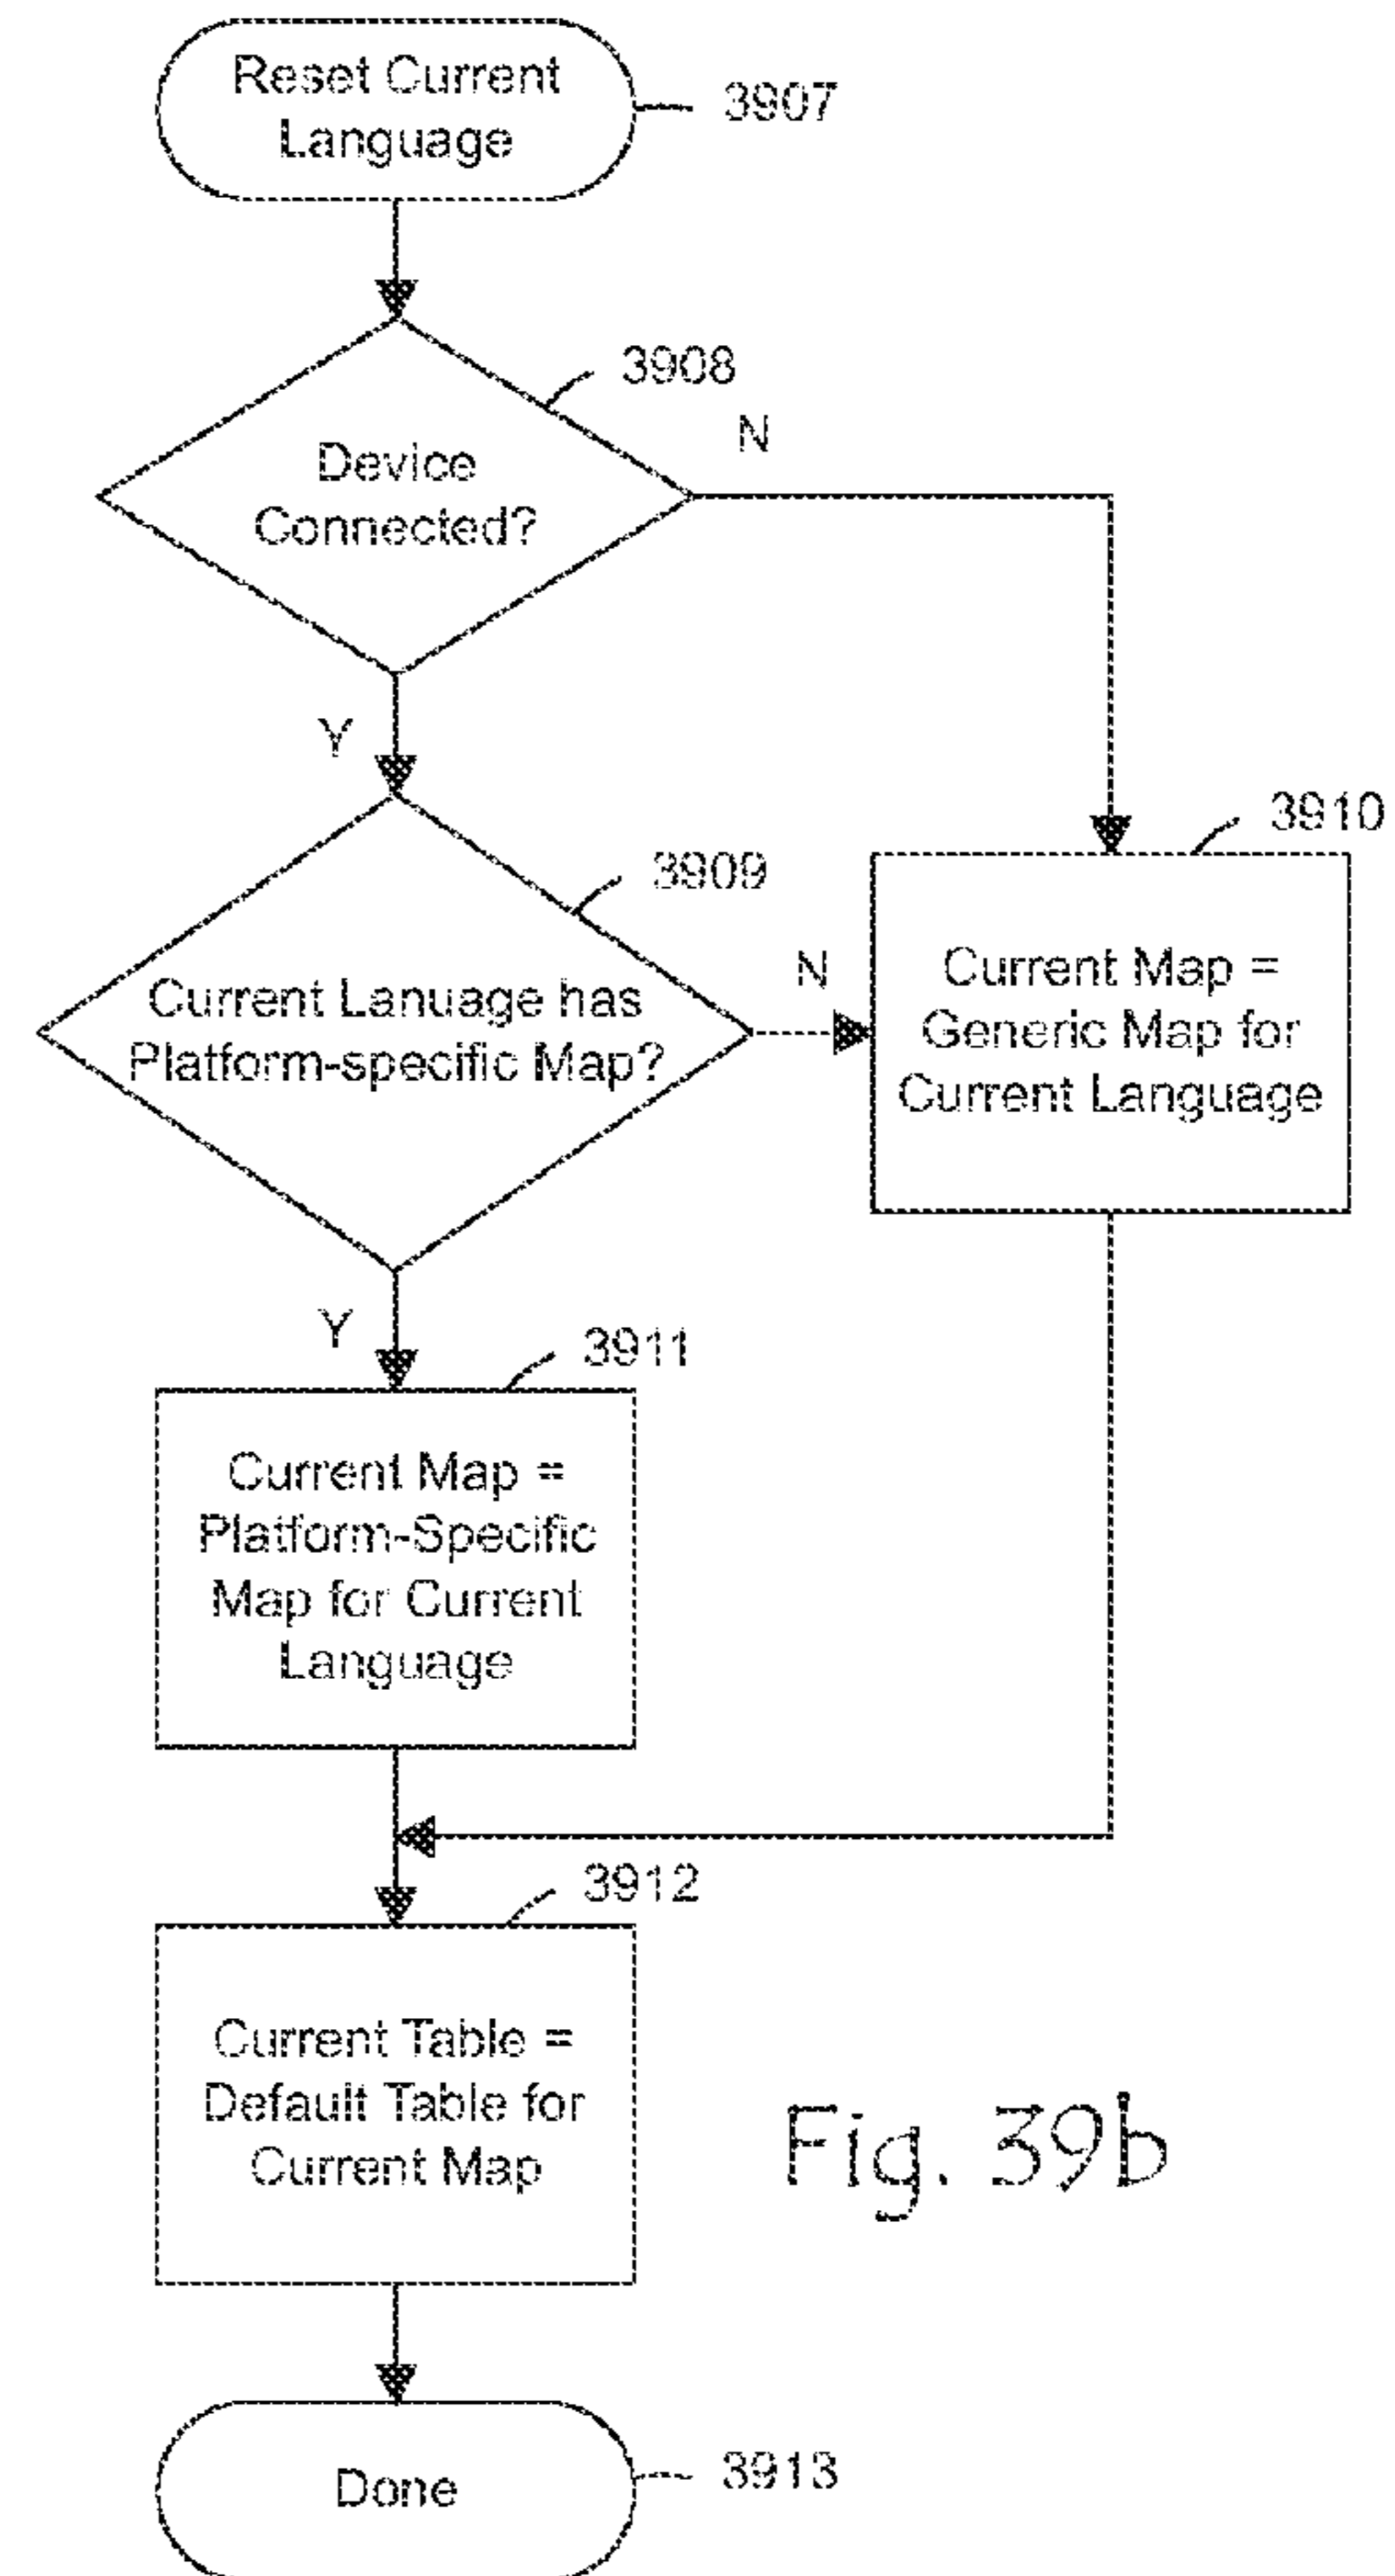 Reset Current
Language
3907
3908
Device
Connected?
N
Y
3909
Current Lanuage has
Platform-specific Map?
N
3910
Current Map =
Generic Map for
Current Language
Y
3911
Current Map =
Platform-Specific
Map for Current
Language
3912
Current Table =
Default Table for
Current Map
Fig. 39b
Done
3913